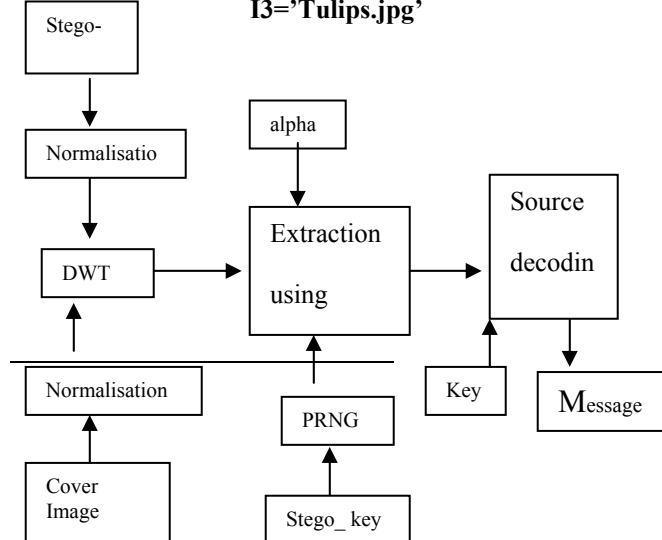 I3='Tulips.jpg'
Stego-
Normalisatio
alpha
DWT
Extraction
using
Source
decodin
Normalisation
PRNG
Key
Message
Cover
Image
Stego_ key